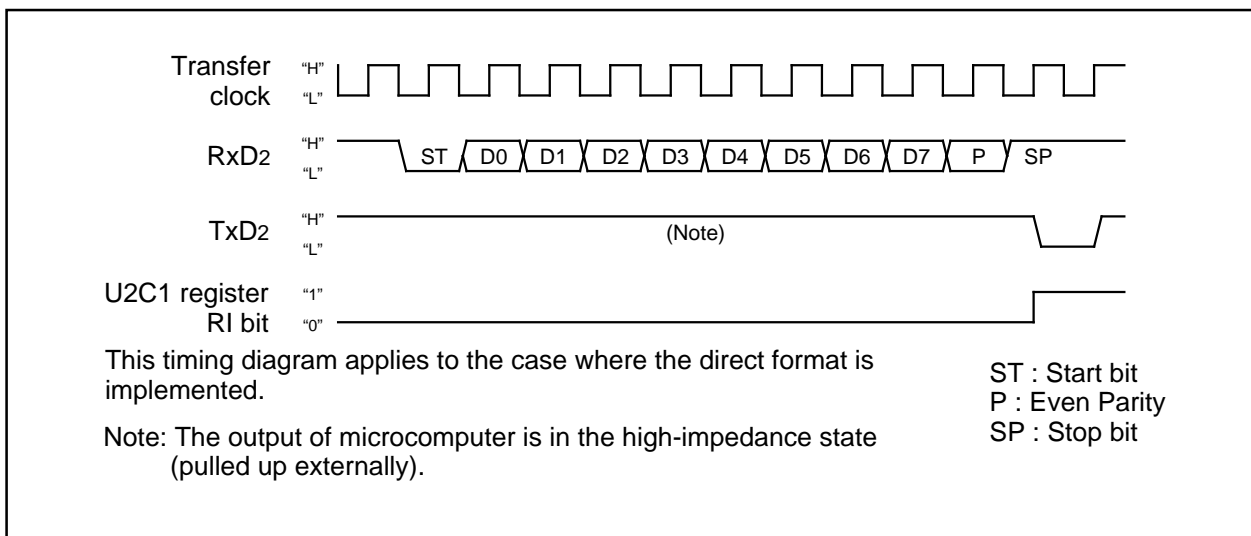 Transfer clock
“H”
“L”
RxD2
“H”
“L”
ST D0 D1 D2 D3 D4 D5 D6 D7 P SP
TxD2
“H”
“L”
(Note)
U2C1 register
RI bit
“1”
“0”
This timing diagram applies to the case where the direct format is
implemented.
Note: The output of microcomputer is in the high-impedance state
(pulled up externally).
ST : Start bit
P : Even Parity
SP : Stop bit